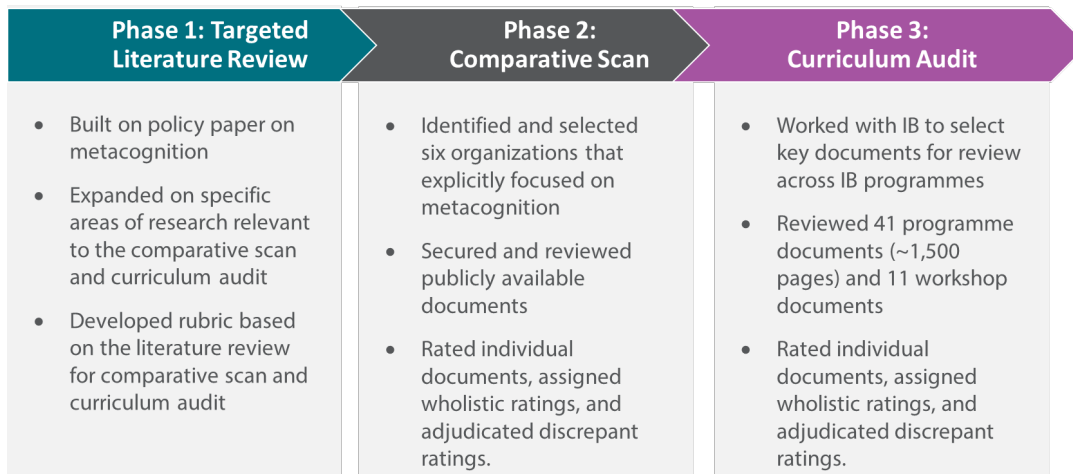 Phase 1: Targeted
Literature Review
• Built on policy paper on
metacognition
• Expanded on specific
areas of research relevant
to the comparative scan
and curriculum audit
• Developed rubric based
on the literature review
for comparative scan and
curriculum audit
Phase 2:
Comparative Scan
• Identified and selected
six organizations that
explicitly focused on
metacognition
• Secured and reviewed
publicly available
documents
• Rated individual
documents, assigned
wholistic ratings, and
adjudicated discrepant
ratings.
Phase 3:
Curriculum Audit
• Worked with IB to select
key documents for review
across IB programmes
• Reviewed 41 programme
documents (~1,500
pages) and 11 workshop
documents
• Rated individual
documents, assigned
wholistic ratings, and
adjudicated discrepant
ratings.